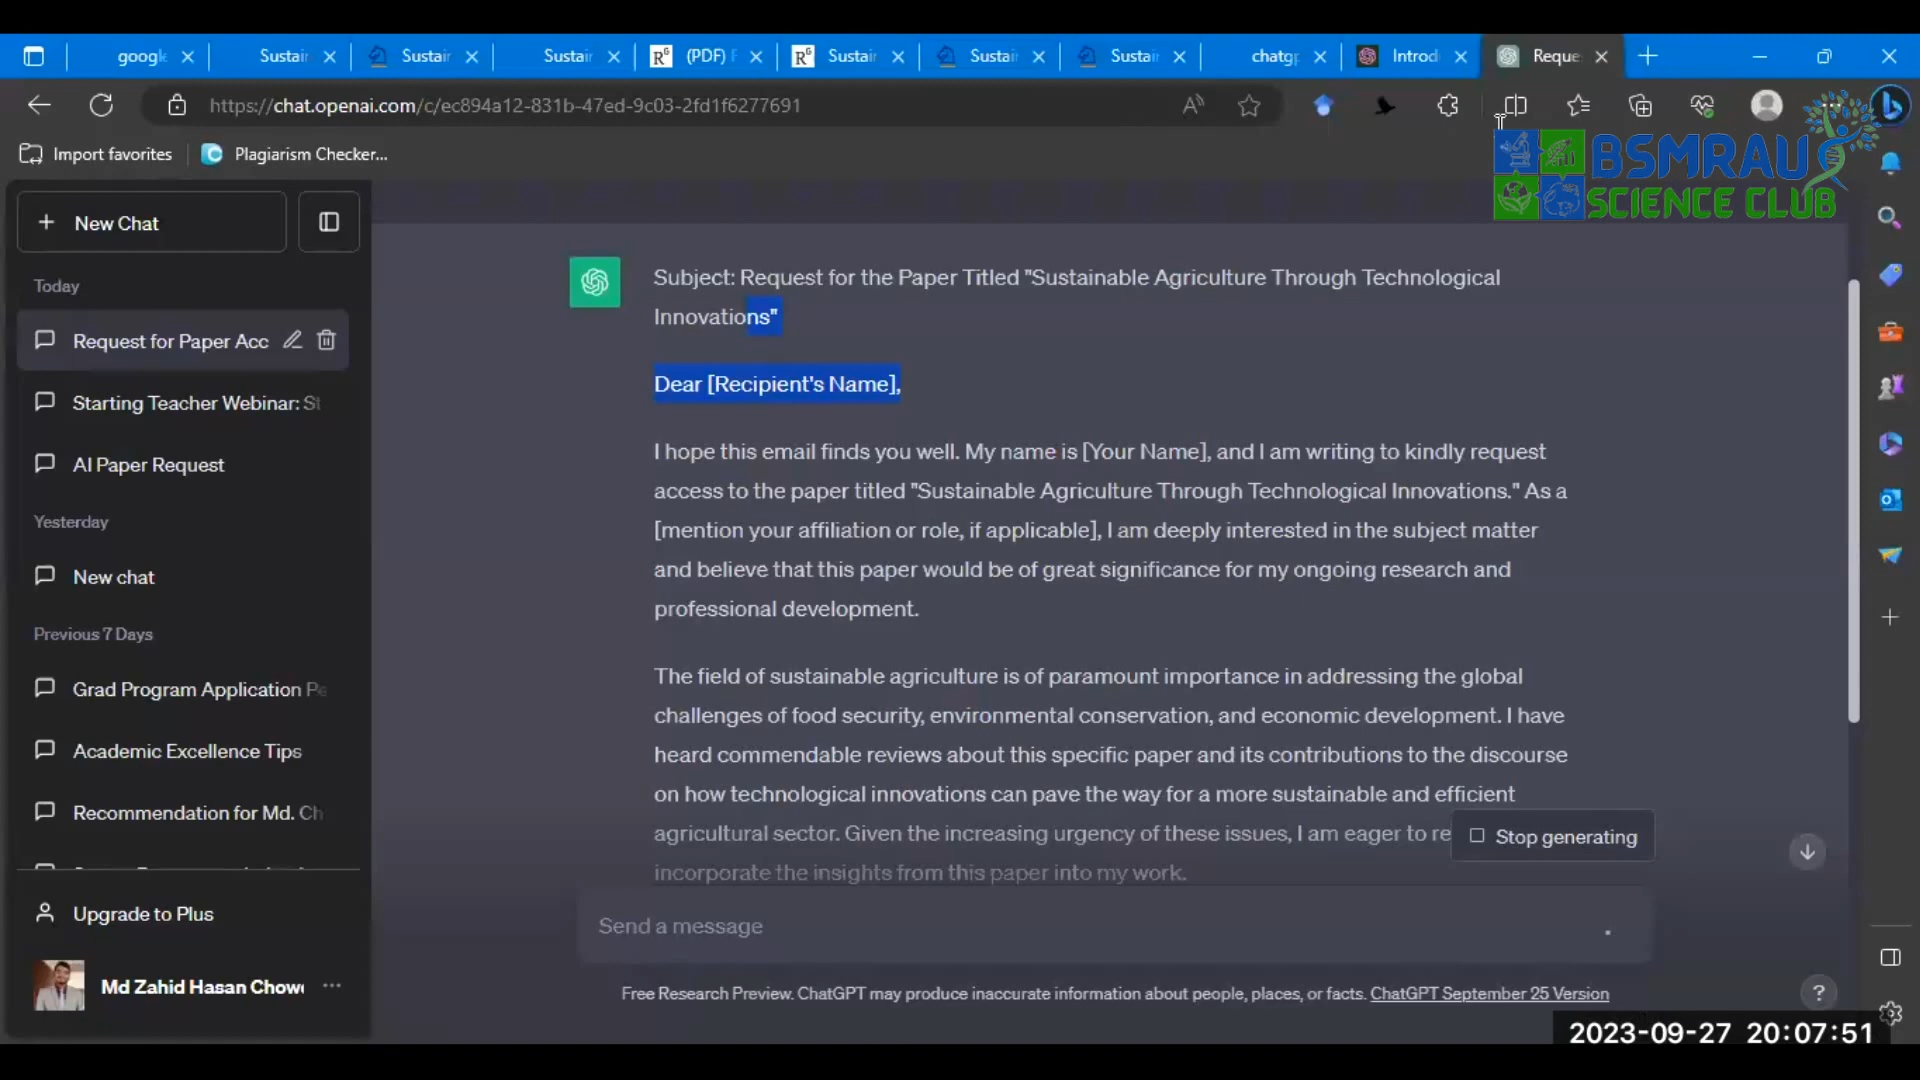 google
Sustain
Sustain
Sustain
(PDF)
Sustain
Sustain
Sustain
chatgp
Introd
Reque
https://chat.openai.com/c/ec894a12-831b-47ed-9c03-2fd1f6277691
Import favorites
Plagiarism Checker...
BSMRAU
SCIENCE CLUB
New Chat
Today
Request for Paper Acc
Starting Teacher Webinar: St
AI Paper Request
Yesterday
New chat
Previous 7 Days
Grad Program Application Pe
Academic Excellence Tips
Recommendation for Md. Ch
Upgrade to Plus
Md Zahid Hasan Chow
Subject: Request for the Paper Titled "Sustainable Agriculture Through Technological
Innovations"
Dear [Recipient's Name],
I hope this email finds you well. My name is [Your Name], and I am writing to kindly request
access to the paper titled "Sustainable Agriculture Through Technological Innovations." As a
[mention your affiliation or role, if applicable], I am deeply interested in the subject matter
and believe that this paper would be of great significance for my ongoing research and
professional development.
The field of sustainable agriculture is of paramount importance in addressing the global
challenges of food security, environmental conservation, and economic development. I have
heard commendable reviews about this specific paper and its contributions to the discourse
on how technological innovations can pave the way for a more sustainable and efficient
agricultural sector. Given the increasing urgency of these issues, I am eager to re
incorporate the insights from this paper into my work.
Stop generating
Send a message
Free Research Preview. ChatGPT may produce inaccurate information about people, places, or facts. ChatGPT September 25 Version
2023-09-27 20:07:51